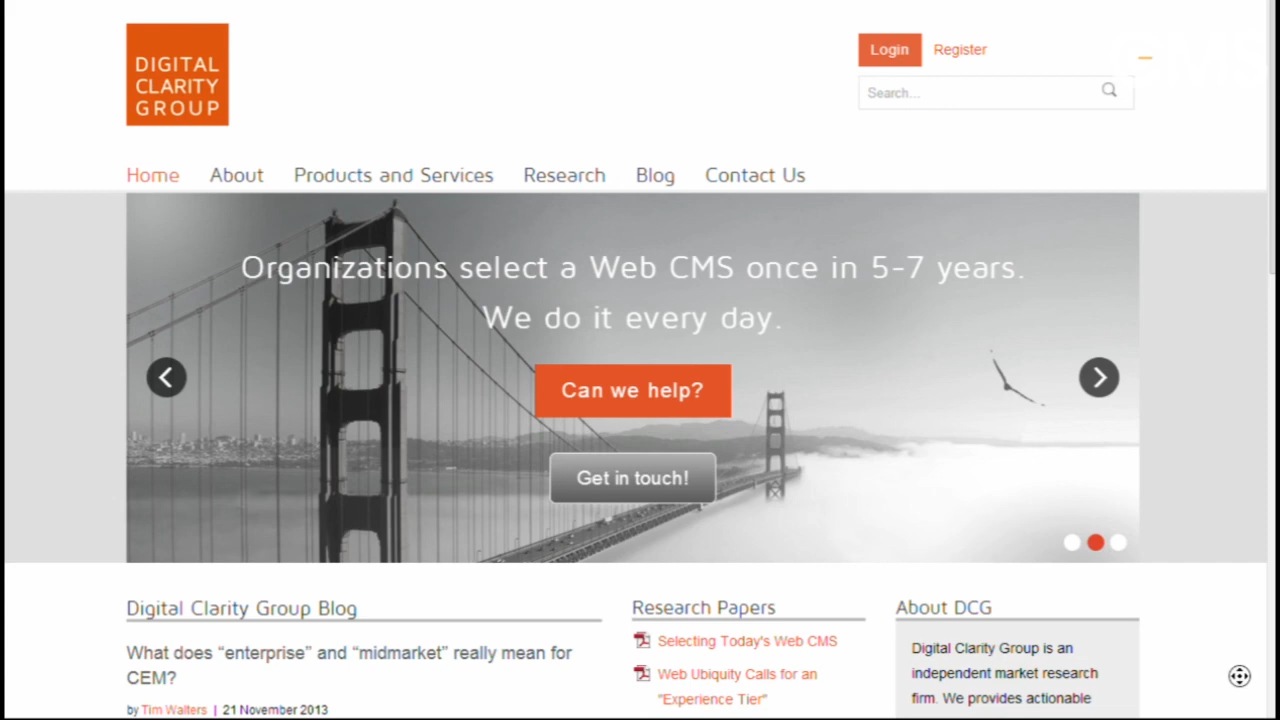 DIGITAL
CLARITY
GROUP
Login Register
Search...
Home About Products and Services Research Blog Contact Us
Organizations select a Web CMS once in 5-7 years.
We do it every day.
Can we help?
Get in touch!
Digital Clarity Group Blog
What does “enterprise” and “midmarket” really mean for
CEM?
by Tim Walters | 21 November 2013
Research Papers
Selecting Today's Web CMS
Web Ubiquity Calls for an
"Experience Tier"
About DCG
Digital Clarity Group is an
independent market research
firm. We provides actionable